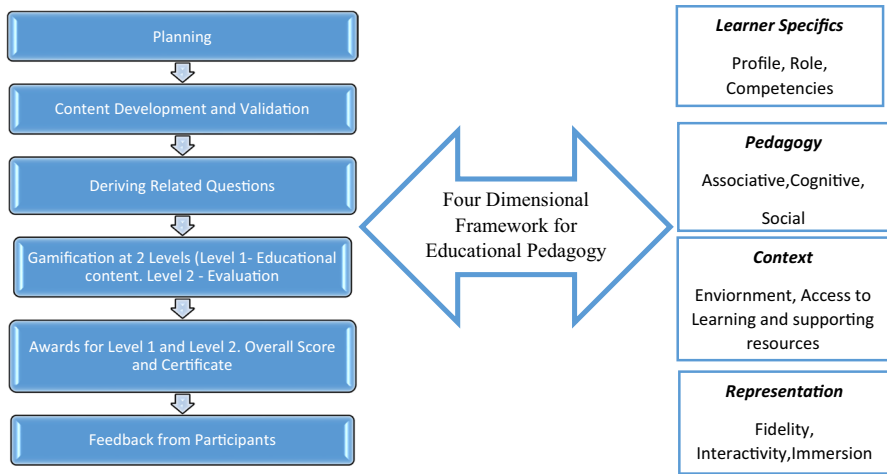 Planning
Content Development and Validation
Deriving Related Questions
Gamification at 2 Levels (Level 1- Educational
content. Level 2 - Evaluation
Awards for Level 1 and Level 2. Overall Score
and Certificate
Feedback from Participants
Four Dimensional
Framework for
Educational Pedagogy
Learner Specifics
Profile, Role,
Competencies
Pedagogy
Associative,Cognitive,
Social
Context
Enviornment, Access to
Learning and supporting
resources
Representation
Fidelity,
Interactivity,Immersion